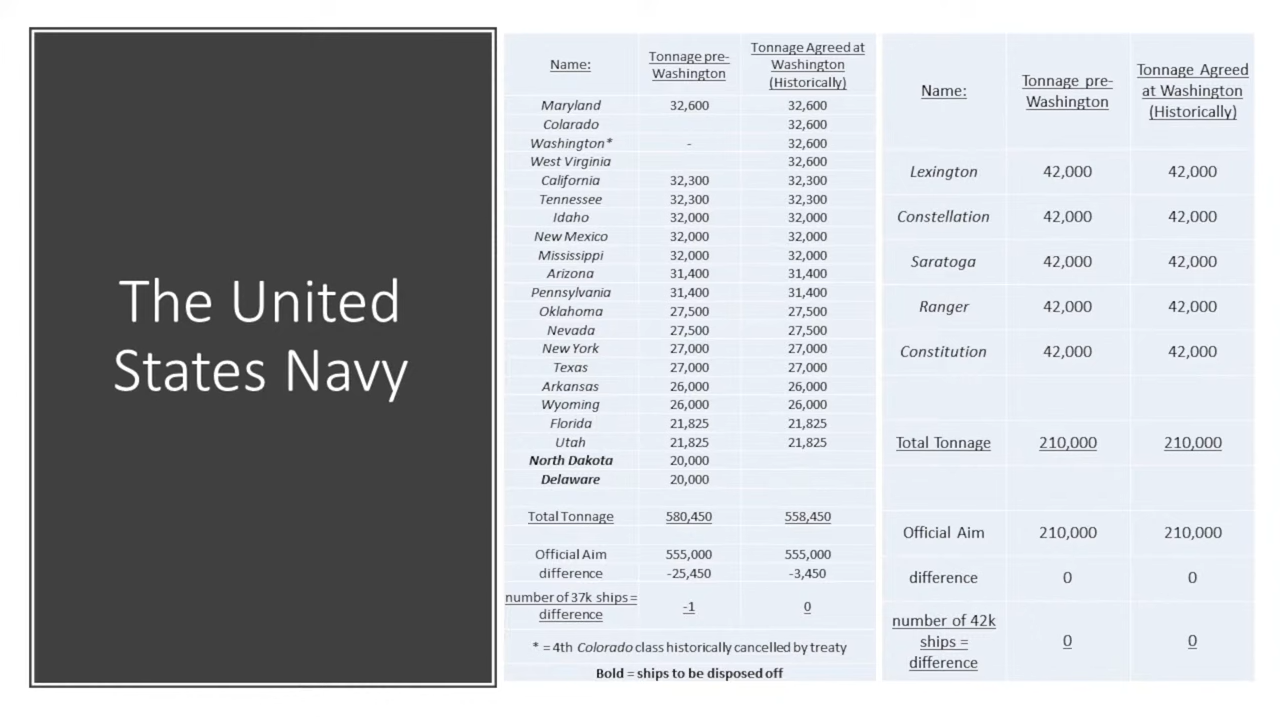 The United
States Navy
Name: Tonnage pre-Washington Tonnage Agreed at Washington (Historically)
Maryland 32,600 32,600
Colarado 32,600
Washington* - 32,600
West Virginia 32,600
California 32,300 32,300
Tennessee 32,300 32,300
Idaho 32,000 32,000
New Mexico 32,000 32,000
Mississippi 32,000 32,000
Arizona 31,400 31,400
Pennsylvania 31,400 31,400
Oklahoma 27,500 27,500
Nevada 27,500 27,500
New York 27,000 27,000
Texas 27,000 27,000
Arkansas 26,000 26,000
Wyoming 26,000 26,000
Florida 21,825 21,825
Utah 21,825 21,825
North Dakota 20,000
Delaware 20,000
Total Tonnage 580,450 558,450
Official Aim 555,000 555,000
difference -25,450 -3,450
number of 37k ships = difference -1 0
* = 4th Colorado class historically cancelled by treaty
Bold = ships to be disposed off
Name: Tonnage pre-Washington Tonnage Agreed at Washington (Historically)
Lexington 42,000 42,000
Constellation 42,000 42,000
Saratoga 42,000 42,000
Ranger 42,000 42,000
Constitution 42,000 42,000
Total Tonnage 210,000 210,000
Official Aim 210,000 210,000
difference 0 0
number of 42k ships = difference 0 0